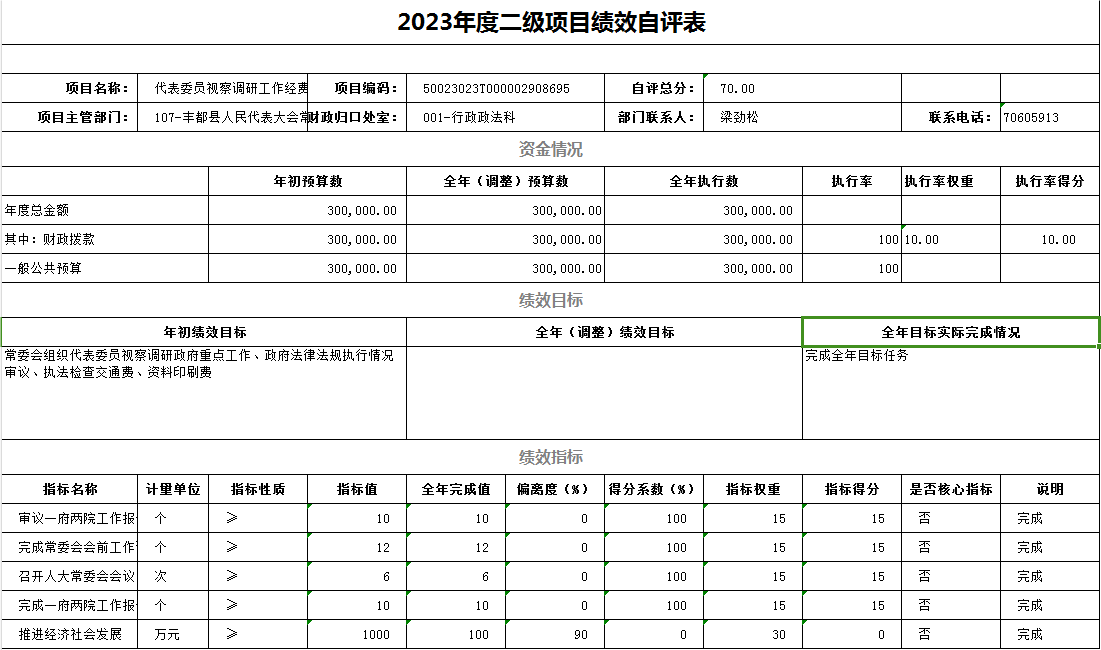 2023年度二级项目绩效自评表
项目名称： 代表委员视察调研工作经费 项目编码： 50023023T000002908695 自评总分： 70.00
项目主管部门： 107-丰都县人民代表大会常 财政归口处室： 001-行政政法科 部门联系人： 梁劲松 联系电话： 70605913
资金情况
年初预算数 全年（调整）预算数 全年执行数 执行率 执行率权重 执行率得分
年度总金额 300,000.00 300,000.00 300,000.00
其中：财政拨款 300,000.00 300,000.00 300,000.00 100 10.00 10.00
一般公共预算 300,000.00 300,000.00 300,000.00 100
绩效目标
年初绩效目标 全年（调整）绩效目标 全年目标实际完成情况
常委会组织代表委员视察调研政府重点工作、政府法律法规执行情况 完成全年目标任务
审议、执法检查交通费、资料印刷费
绩效指标
指标名称 计量单位 指标性质 指标值 全年完成值 偏离度（%） 得分系数（%） 指标权重 指标得分 是否核心指标 说明
审议一府两院工作报 个 ≥ 10 10 0 100 15 15 否 完成
完成常委会会前工作 个 ≥ 12 12 0 100 15 15 否 完成
召开人大常委会会议 次 ≥ 6 6 0 100 15 15 否 完成
完成一府两院工作报 个 ≥ 10 10 0 100 15 15 否 完成
推进经济社会发展 万元 ≥ 1000 100 90 0 30 0 否 完成